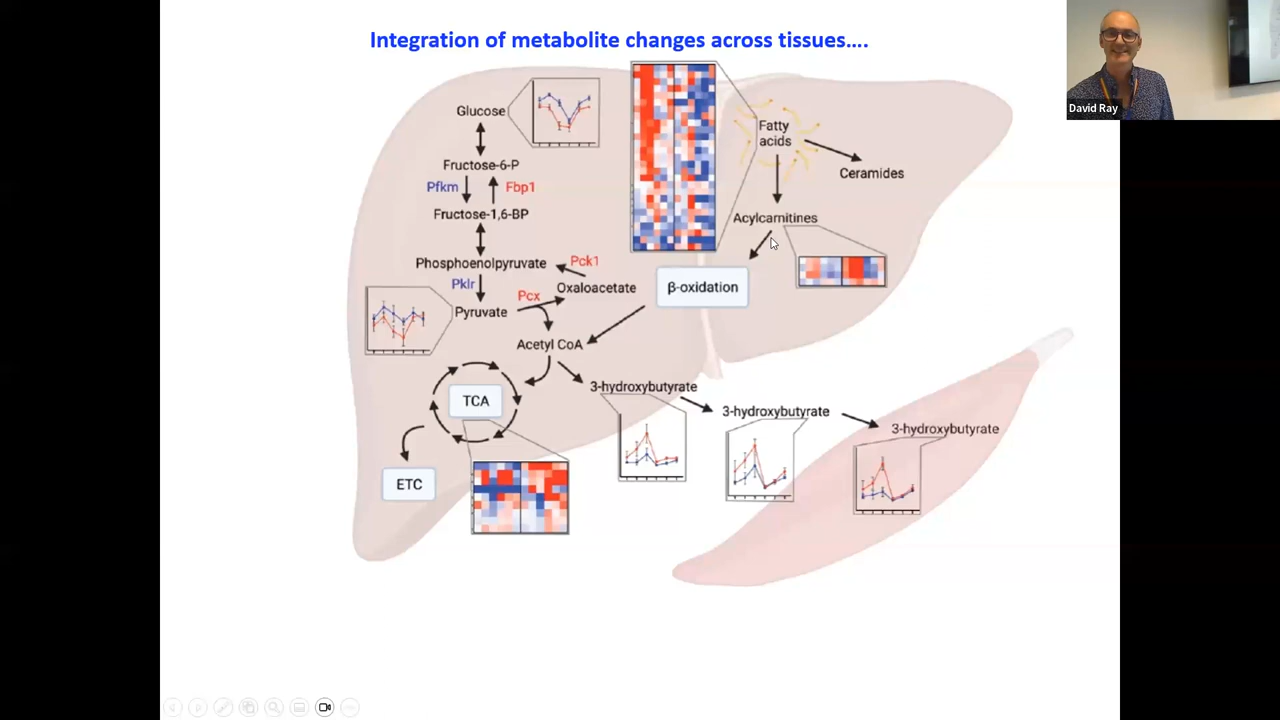 Integration of metabolite changes across tissues....
David Ray
Glucose
Fructose-6-P
Pfkm
Fbp1
Fructose-1,6-BP
Phosphoenolpyruvate
Pck1
Pklr
Oxaloacetate
Pcx
Pyruvate
Acetyl CoA
TCA
ETC
Fatty
acids
Ceramides
Acylcarnitines
β-oxidation
3-hydroxybutyrate
3-hydroxybutyrate
3-hydroxybutyrate